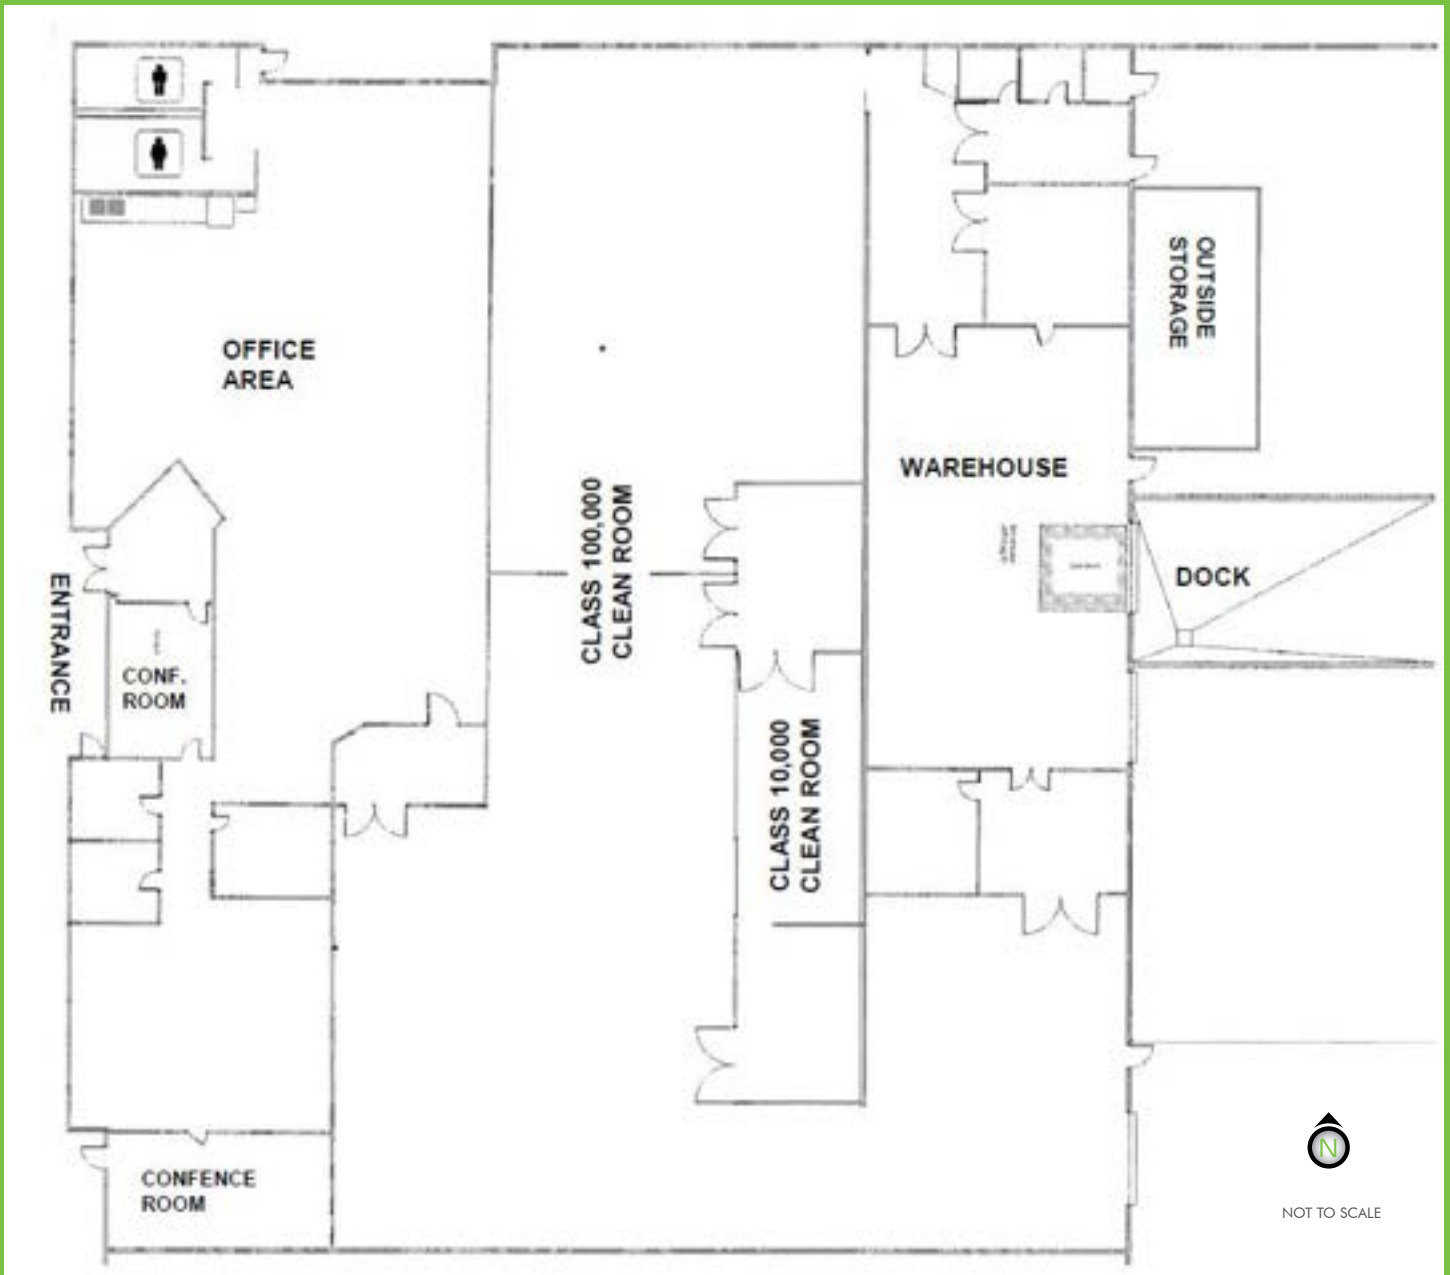 OFFICE
AREA
OUTSIDE
STORAGE
WAREHOUSE
CLASS 100,000
CLEAN ROOM
DOCK
ENTRANCE
CONF.
ROOM
CLASS 10,000
CLEAN ROOM
CONFENCE
ROOM
N
NOT TO SCALE